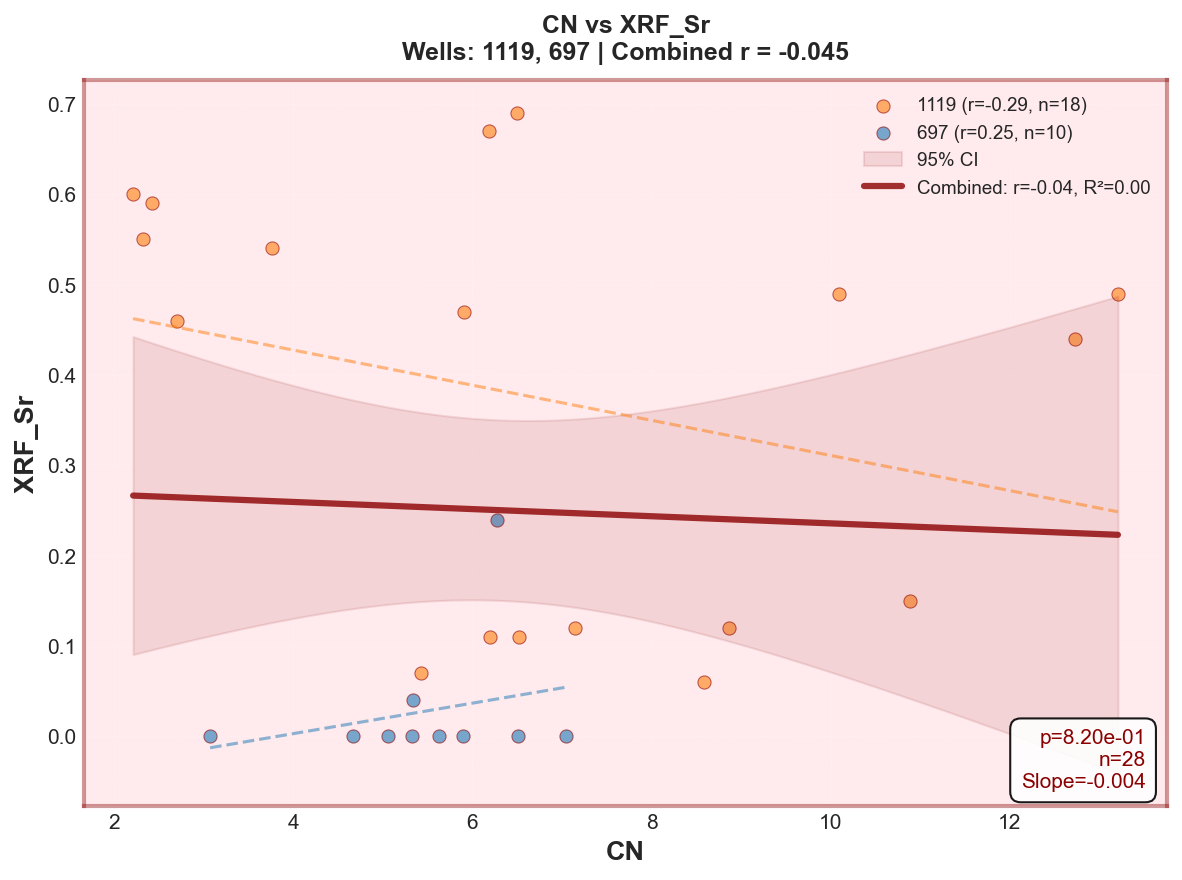 CN vs XRF_Sr
Wells: 1119, 697 | Combined r = -0.045
1119 (r=-0.29, n=18)
697 (r=0.25, n=10)
95% CI
Combined: r=-0.04, R²=0.00
XRF_Sr
0.7
0.6
0.5
0.4
0.3
0.2
0.1
0.0
p=8.20e-01
n=28
Slope=-0.004
2
4
6
8
10
12
CN